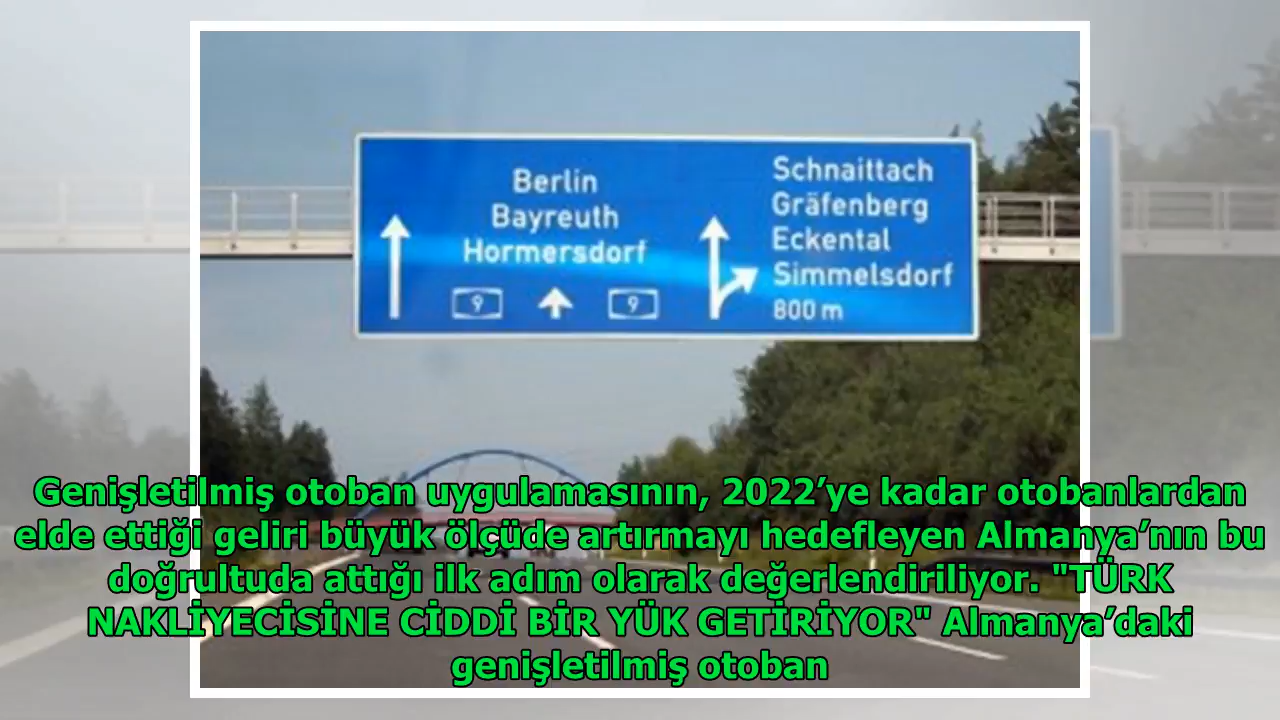 Berlin
Bayreuth
Hormersdorf
9
9
Schnaittach
Gräfenberg
Eckental
Simmelsdorf
800 m
Genişletilmiş otoban uygulamasının, 2022’ye kadar otobanlardan
elde ettiği geliri büyük ölçüde artırmayı hedefleyen Almanya’nın bu
doğrultuda attığı ilk adım olarak değerlendiriliyor. "TÜRK
NAKLİYECİSİNE CİDDİ BİR YÜK GETİRİYOR" Almanya’daki
genişletilmiş otoban